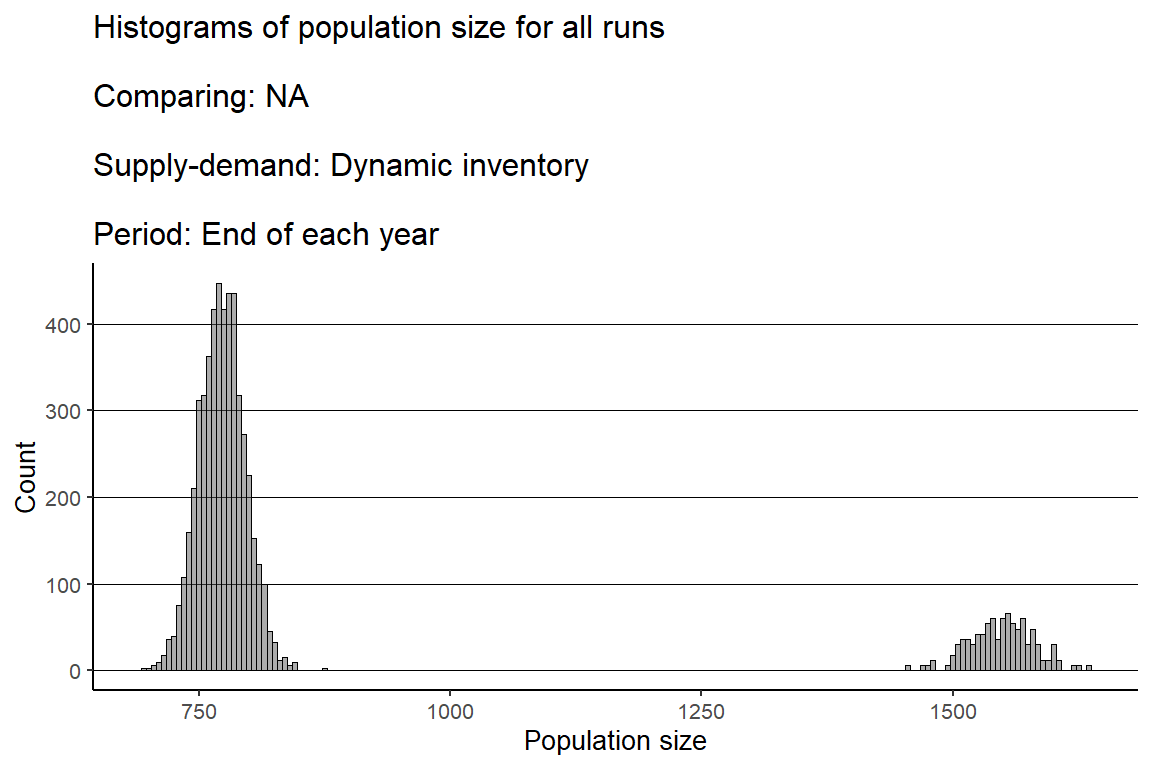 Histograms of population size for all runs
Comparing: NA
Supply-demand: Dynamic inventory
Period: End of each year
400
300
200
100
0
Count
750 1000 1250 1500
Population size